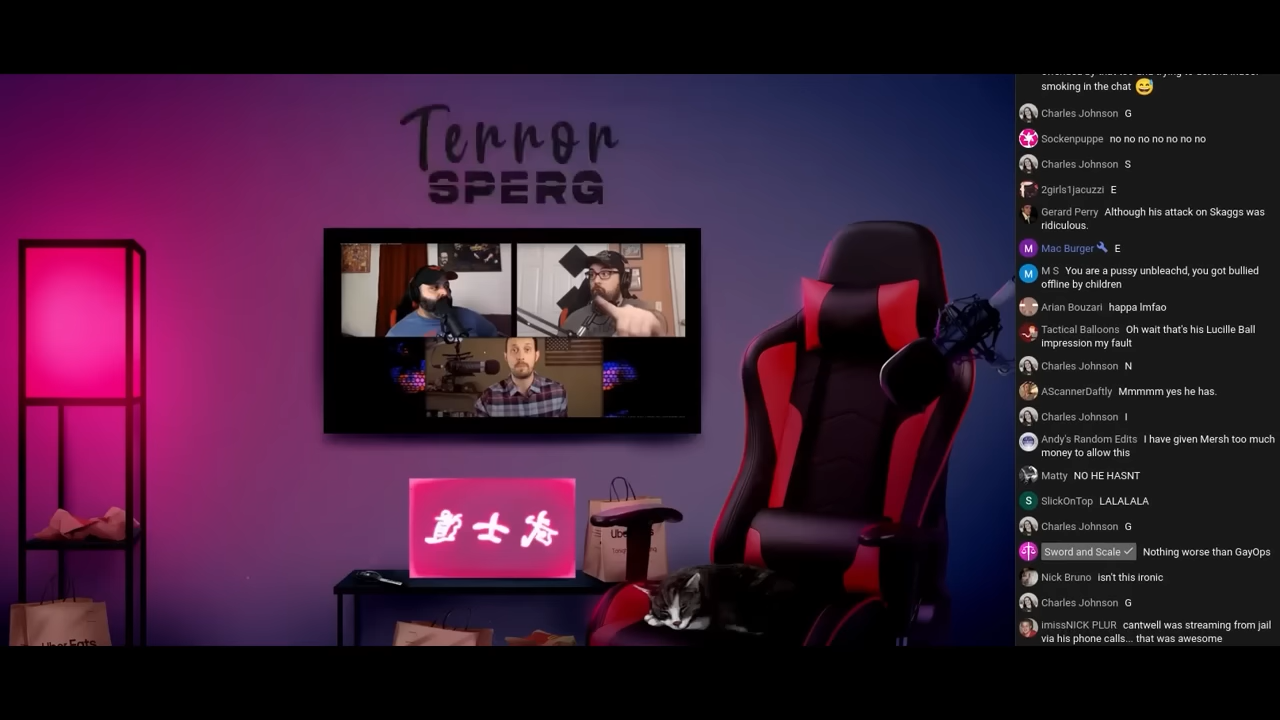 smoking in the chat 😅
Charles Johnson G
Sockenpuppe no no no no no no no
Charles Johnson S
2girls1jacuzzi E
Gerard Perry Although his attack on Skaggs was
ridiculous.
Mac Burger E
M S You are a pussy unbleachd, you got bullied
offline by children
Arian Bouzari happa lmfao
Tactical Balloons Oh wait that's his Lucille Ball
impression my fault
Charles Johnson N
AScannerDaftly Mmmmm yes he has.
Charles Johnson I
Andy's Random Edits I have given Mersh too much
money to allow this
Matty NO HE HASNT
SlickOnTop LALALALA
Charles Johnson G
Sword and Scale Nothing worse than GayOps
Nick Bruno isn't this ironic
Charles Johnson G
imissNICK PLUR cantwell was streaming from jail
via his phone calls... that was awesome
Terror
SPERG
Uber Eats
M
M
S